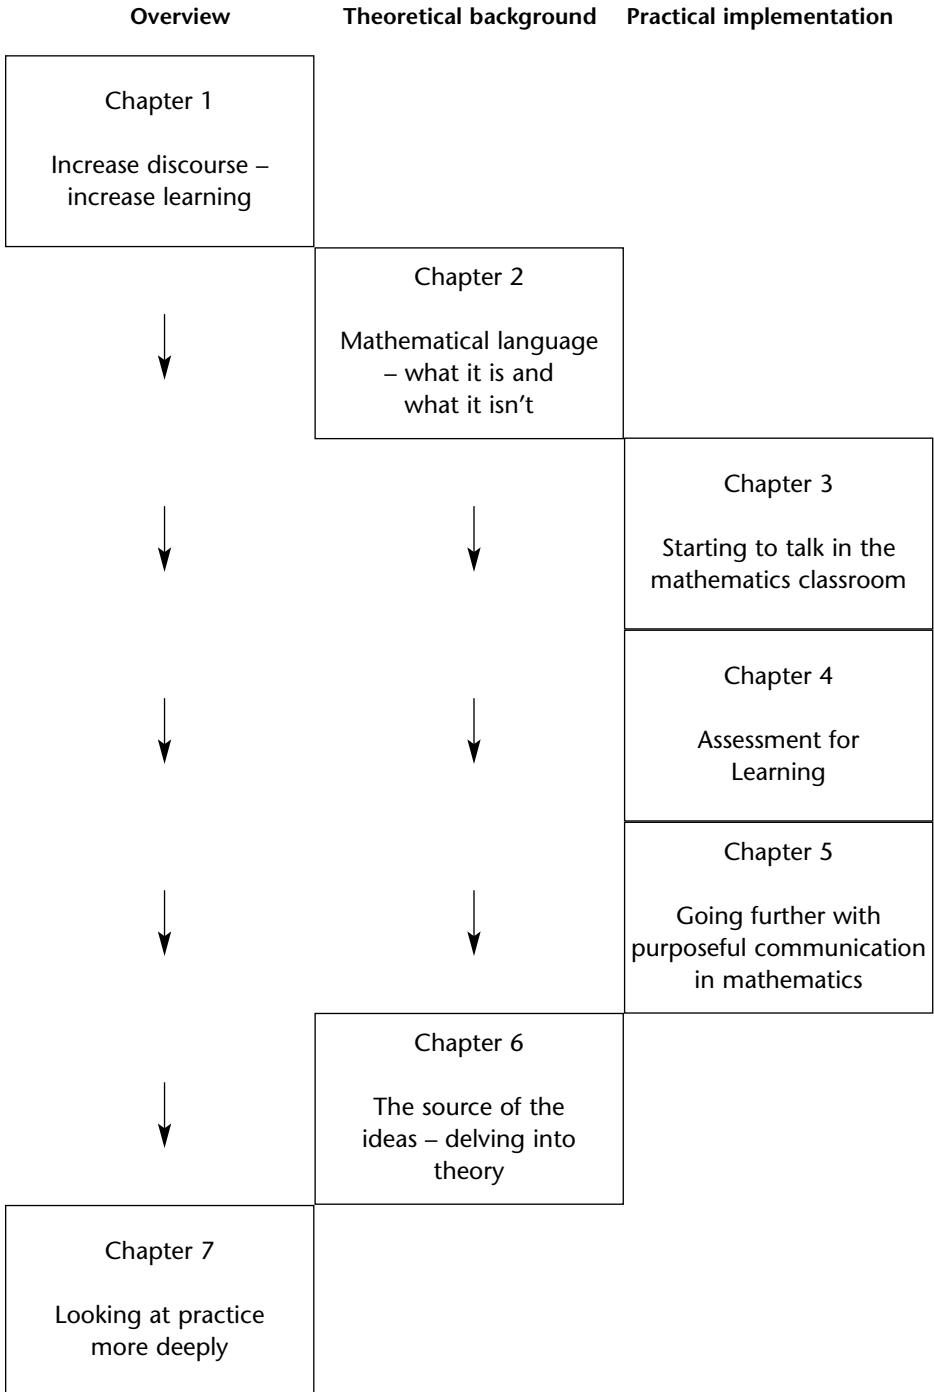 Overview Theoretical background Practical implementation
Chapter 1
Increase discourse –
increase learning
Chapter 2
Mathematical language
– what it is and
what it isn't
Chapter 3
Starting to talk in the
mathematics classroom
Chapter 4
Assessment for
Learning
Chapter 5
Going further with
purposeful communication
in mathematics
Chapter 6
The source of the
ideas – delving into
theory
Chapter 7
Looking at practice
more deeply